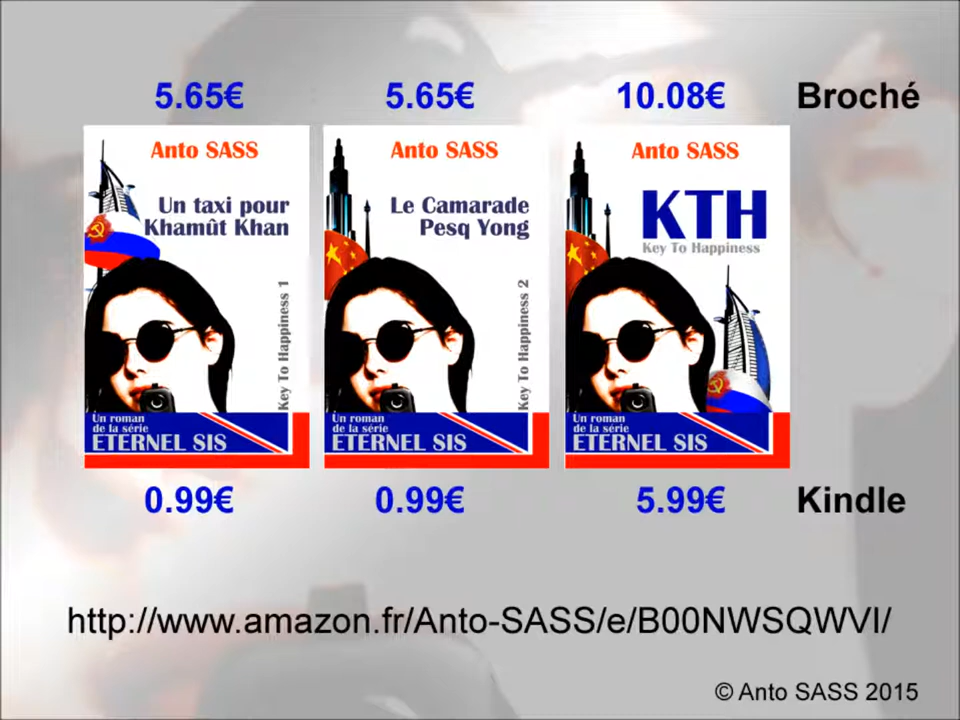 5.65€ 5.65€ 10.08€ Broché
Anto SASS
Un taxi pour
Khamût Khan
Key To Happiness 1
Un roman
de la série
ETERNEL SIS
Anto SASS
Le Camarade
Pesq Yong
Key To Happiness 2
Un roman
de la série
ETERNEL SIS
Anto SASS
KTH
Key To Happiness
Un roman
de la série
ETERNEL SIS
0.99€ 0.99€ 5.99€ Kindle
http://www.amazon.fr/Anto-SASS/e/B00NWSQWVI/
© Anto SASS 2015